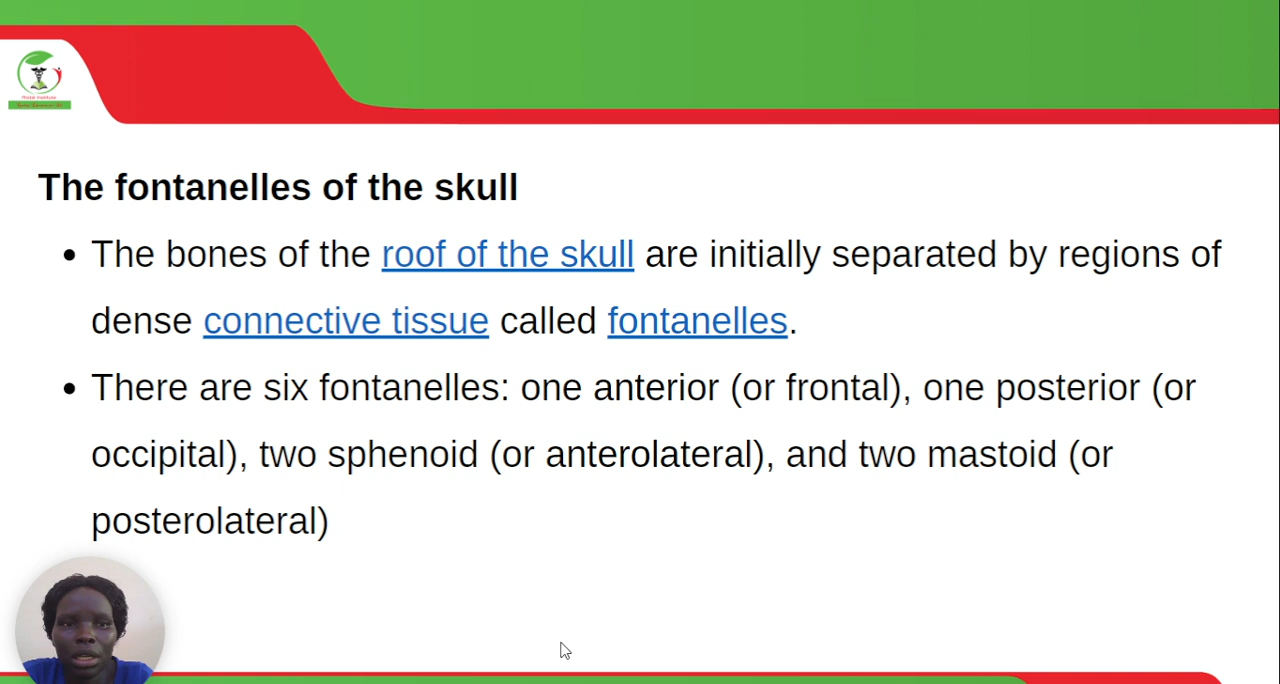 The fontanelles of the skull
• The bones of the roof of the skull are initially separated by regions of
dense connective tissue called fontanelles.
• There are six fontanelles: one anterior (or frontal), one posterior (or
occipital), two sphenoid (or anterolateral), and two mastoid (or
posterolateral)